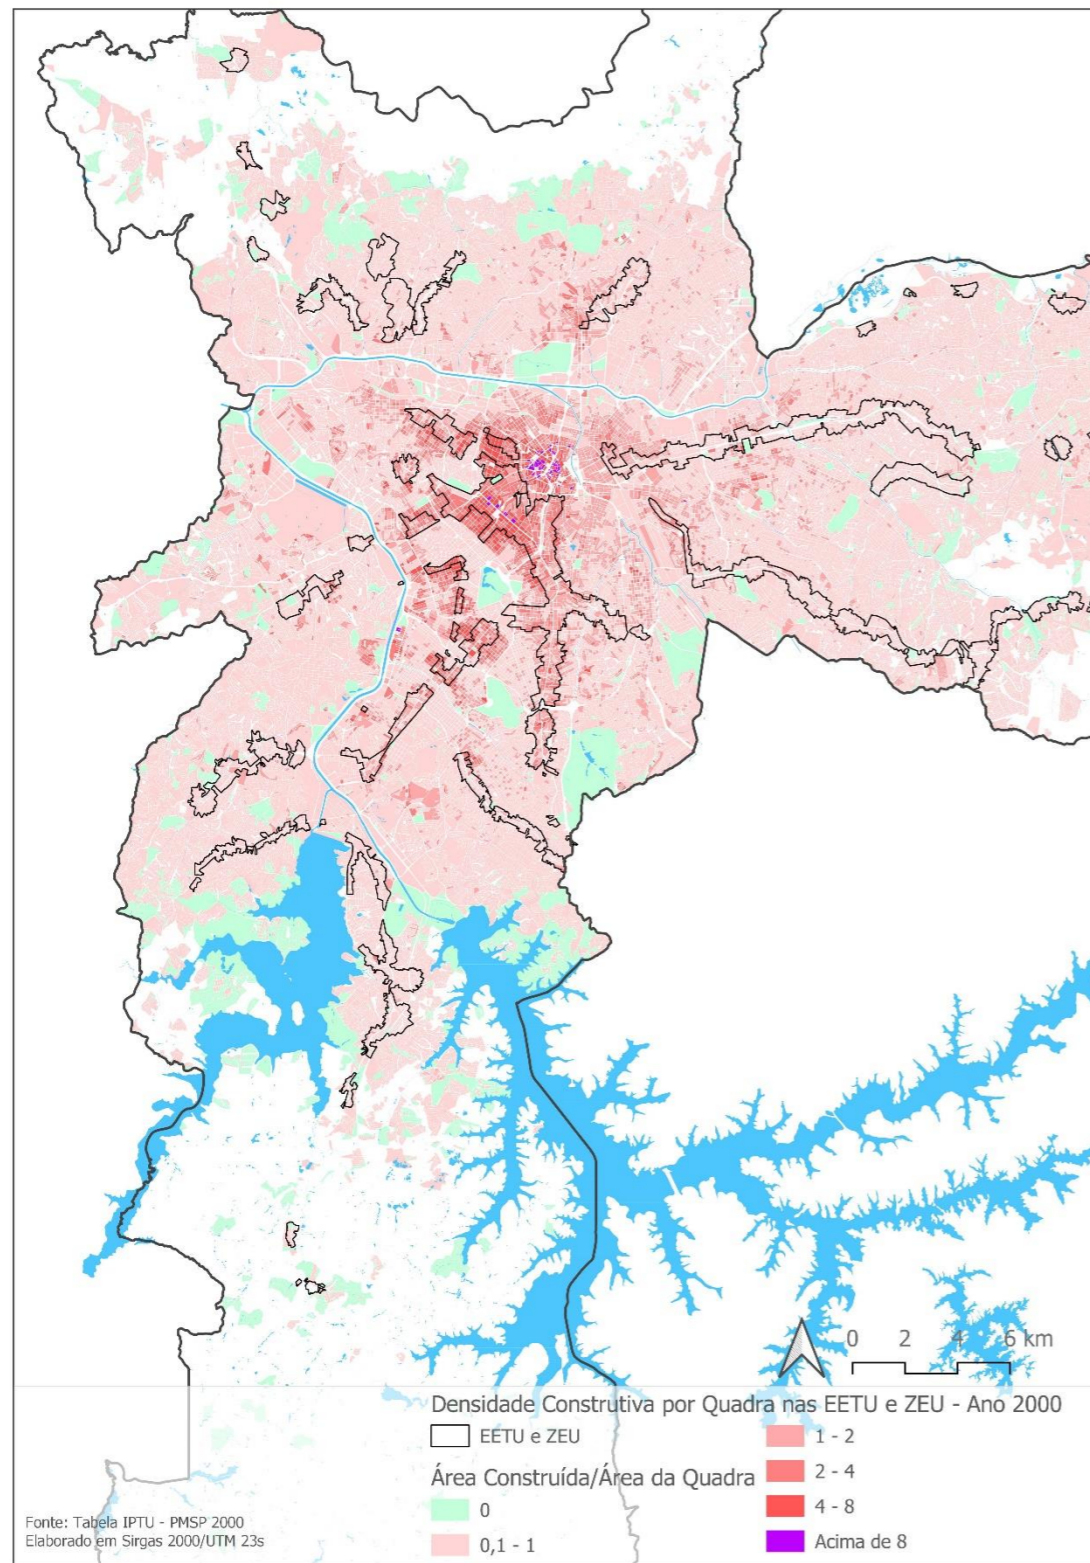 0 2 4 6 km
Densidade Construtiva por Quadra nas EETU e ZEU - Ano 2000
EETU e ZEU
Área Construída/Área da Quadra
0
0,1 - 1
1 - 2
2 - 4
4 - 8
Acima de 8
Fonte: Tabela IPTU - PMSP 2000
Elaborado em Sirgas 2000/UTM 23s